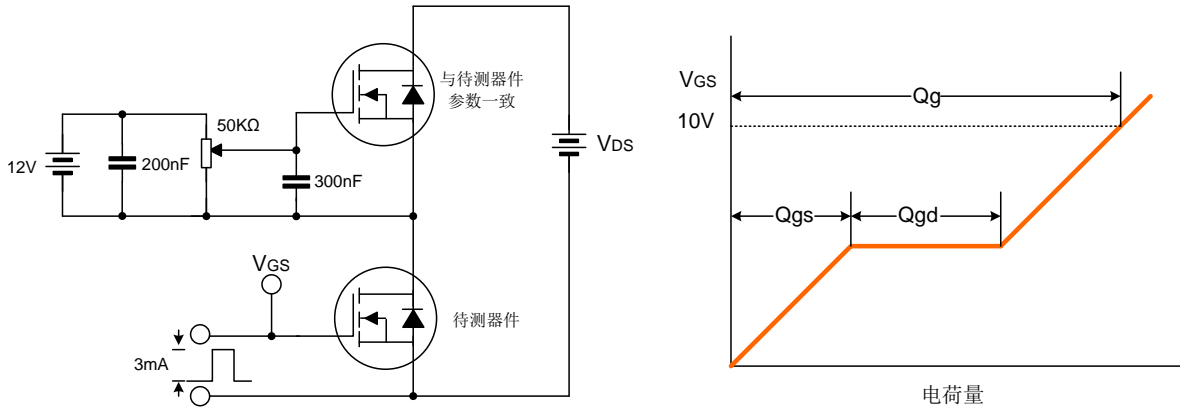 与待测器件
参数一致
50KΩ
12V
200nF
300nF
VDS
VGS
待测器件
3mA
VGS
Qg
10V
Qgs
Qgd
电荷量